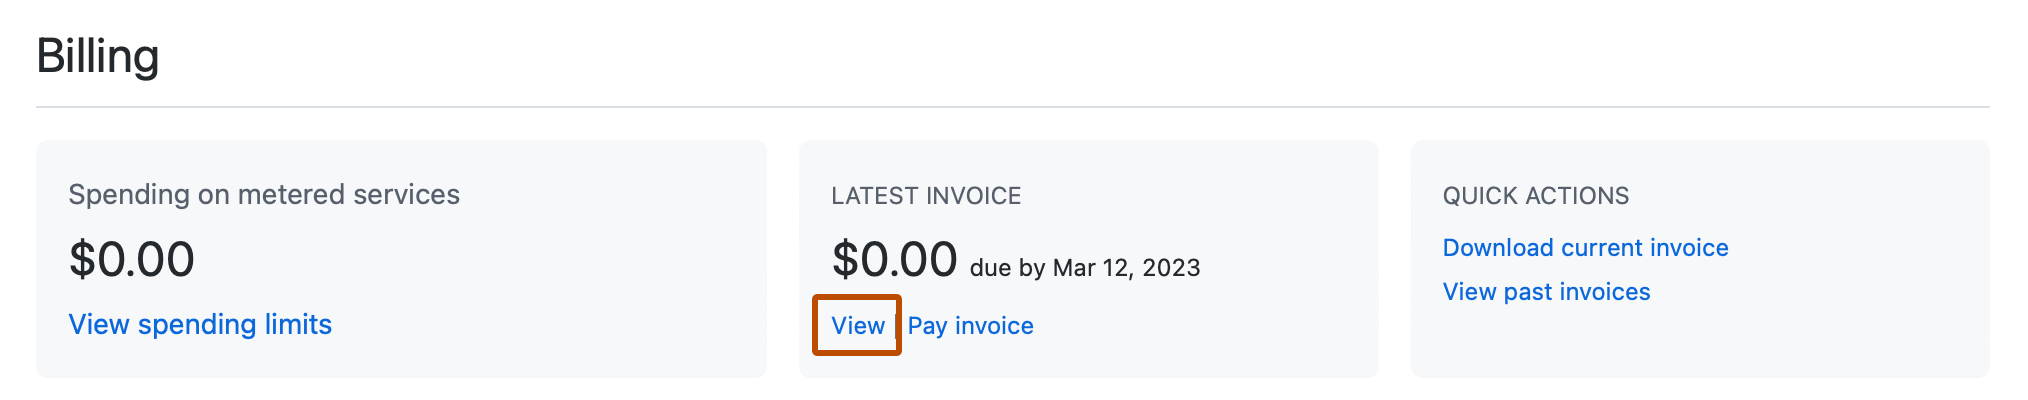 Billing
Spending on metered services
$0.00
View spending limits
LATEST INVOICE
$0.00 due by Mar 12, 2023
View | Pay invoice
QUICK ACTIONS
Download current invoice
View past invoices